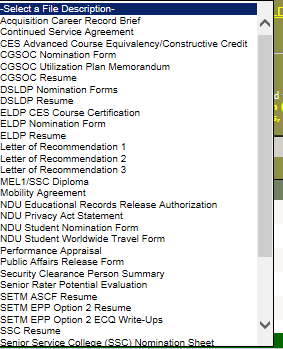 -Select a File Description-
Acquisition Career Record Brief
Continued Service Agreement
CES Advanced Course Equivalency/Constructive Credit
CGSOC Nomination Form
CGSOC Utilization Plan Memorandum
CGSOC Resume
DSLDP Nomination Forms
DSLDP Resume
ELDP CES Course Certification
ELDP Nomination Form
ELDP Resume
Letter of Recommendation 1
Letter of Recommendation 2
Letter of Recommendation 3
MEL1/SSC Diploma
Mobility Agreement
NDU Educational Records Release Authorization
NDU Privacy Act Statement
NDU Student Nomination Form
NDU Student Worldwide Travel Form
Performance Appraisal
Public Affairs Release Form
Security Clearance Person Summary
Senior Rater Potential Evaluation
SETM ASCF Resume
SETM EPP Option 2 Resume
SETM EPP Option 2 ECQ Write-Ups
SSC Resume
Senior Service College (SSC) Nomination Sheet